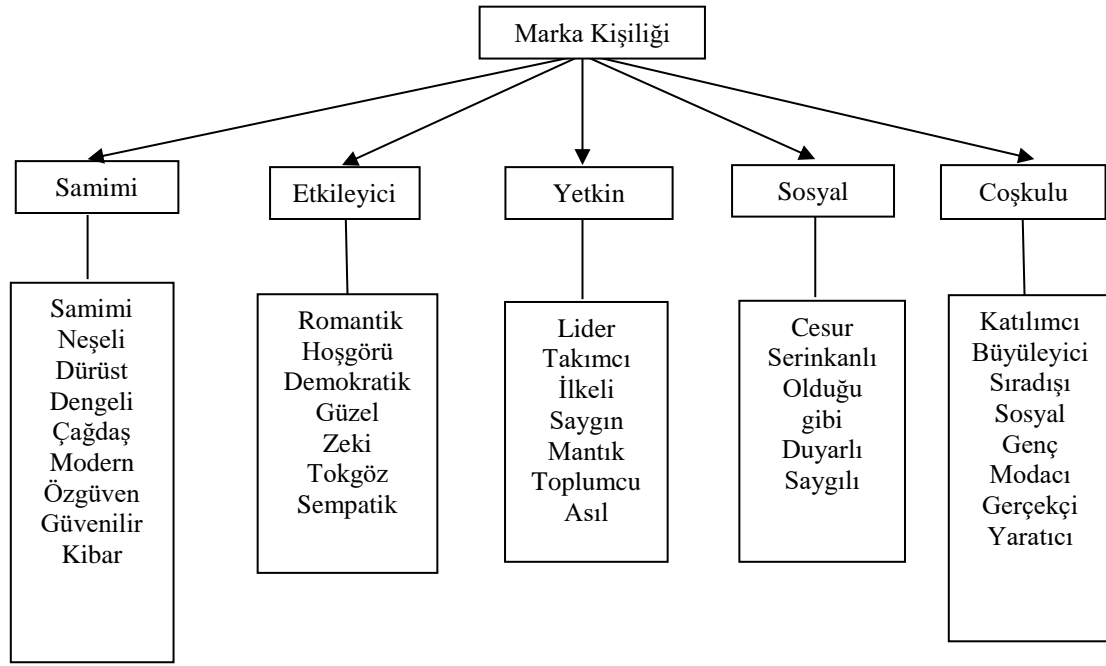 Marka Kişiliği
Samimi
Etkileyici
Yetkin
Sosyal
Coşkulu
Samimi
Neşeli
Dürüst
Dengeli
Çağdaş
Modern
Özgüven
Güvenilir
Kibar
Romantik
Hoşgörü
Demokratik
Güzel
Zeki
Tokgöz
Sempatik
Lider
Takımcı
İlkeli
Saygın
Mantık
Toplumcu
Asıl
Cesur
Serinkanlı
Olduğu
gibi
Duyarlı
Saygılı
Katılımcı
Büyüleyici
Sıradışı
Sosyal
Genç
Modacı
Gerçekçi
Yaratıcı